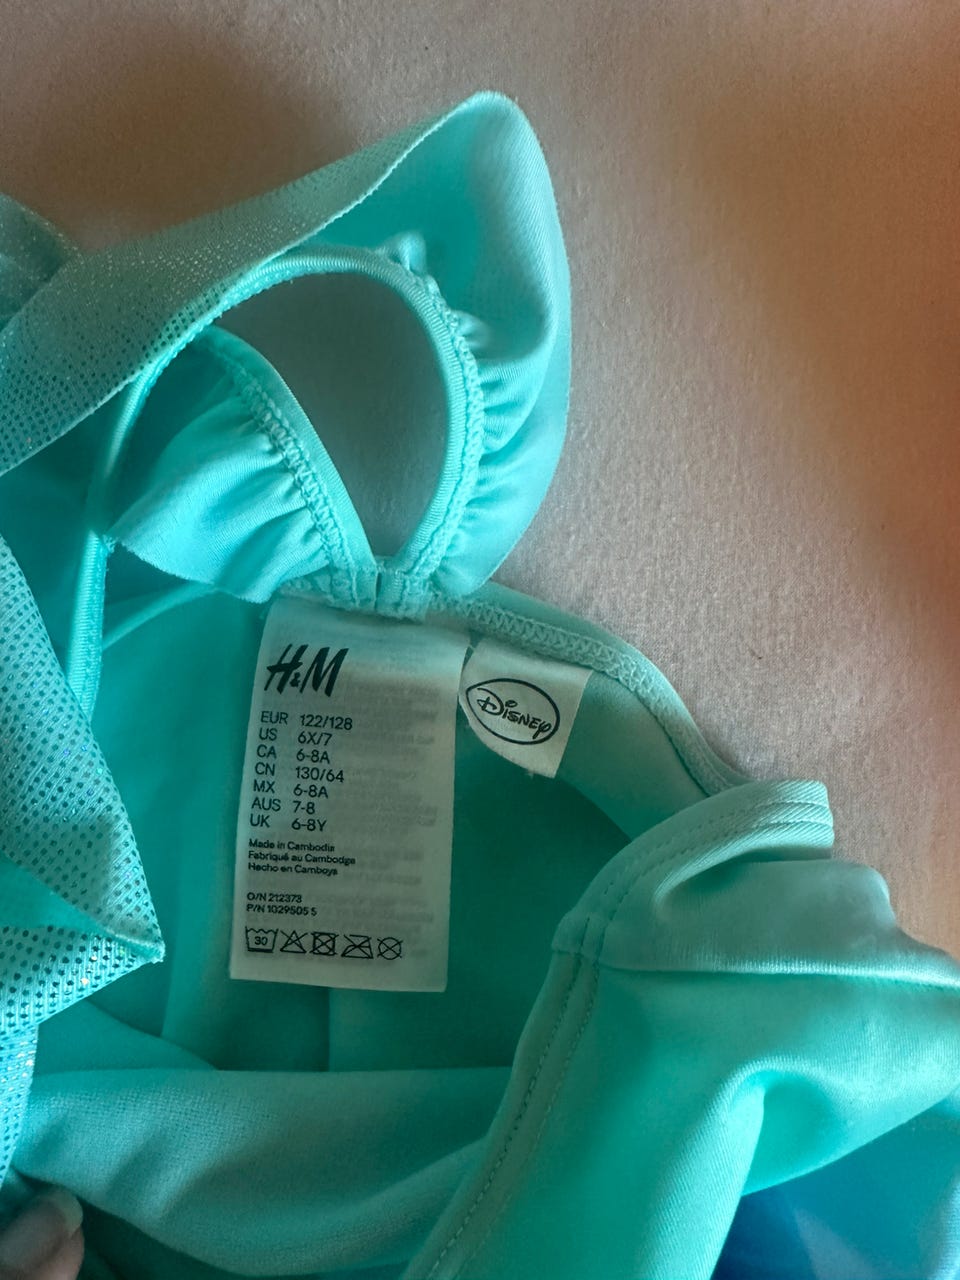 H&M
EUR 122/128
US 6X/7
CA 6-8A
CN 130/64
MX 6-8A
AUS 7-8
UK 6-8Y
Made in Cambodia
Fabriqué au Cambodge
Hecho en Camboya
O/N 212373
P/N 1029505 5
30
Disney